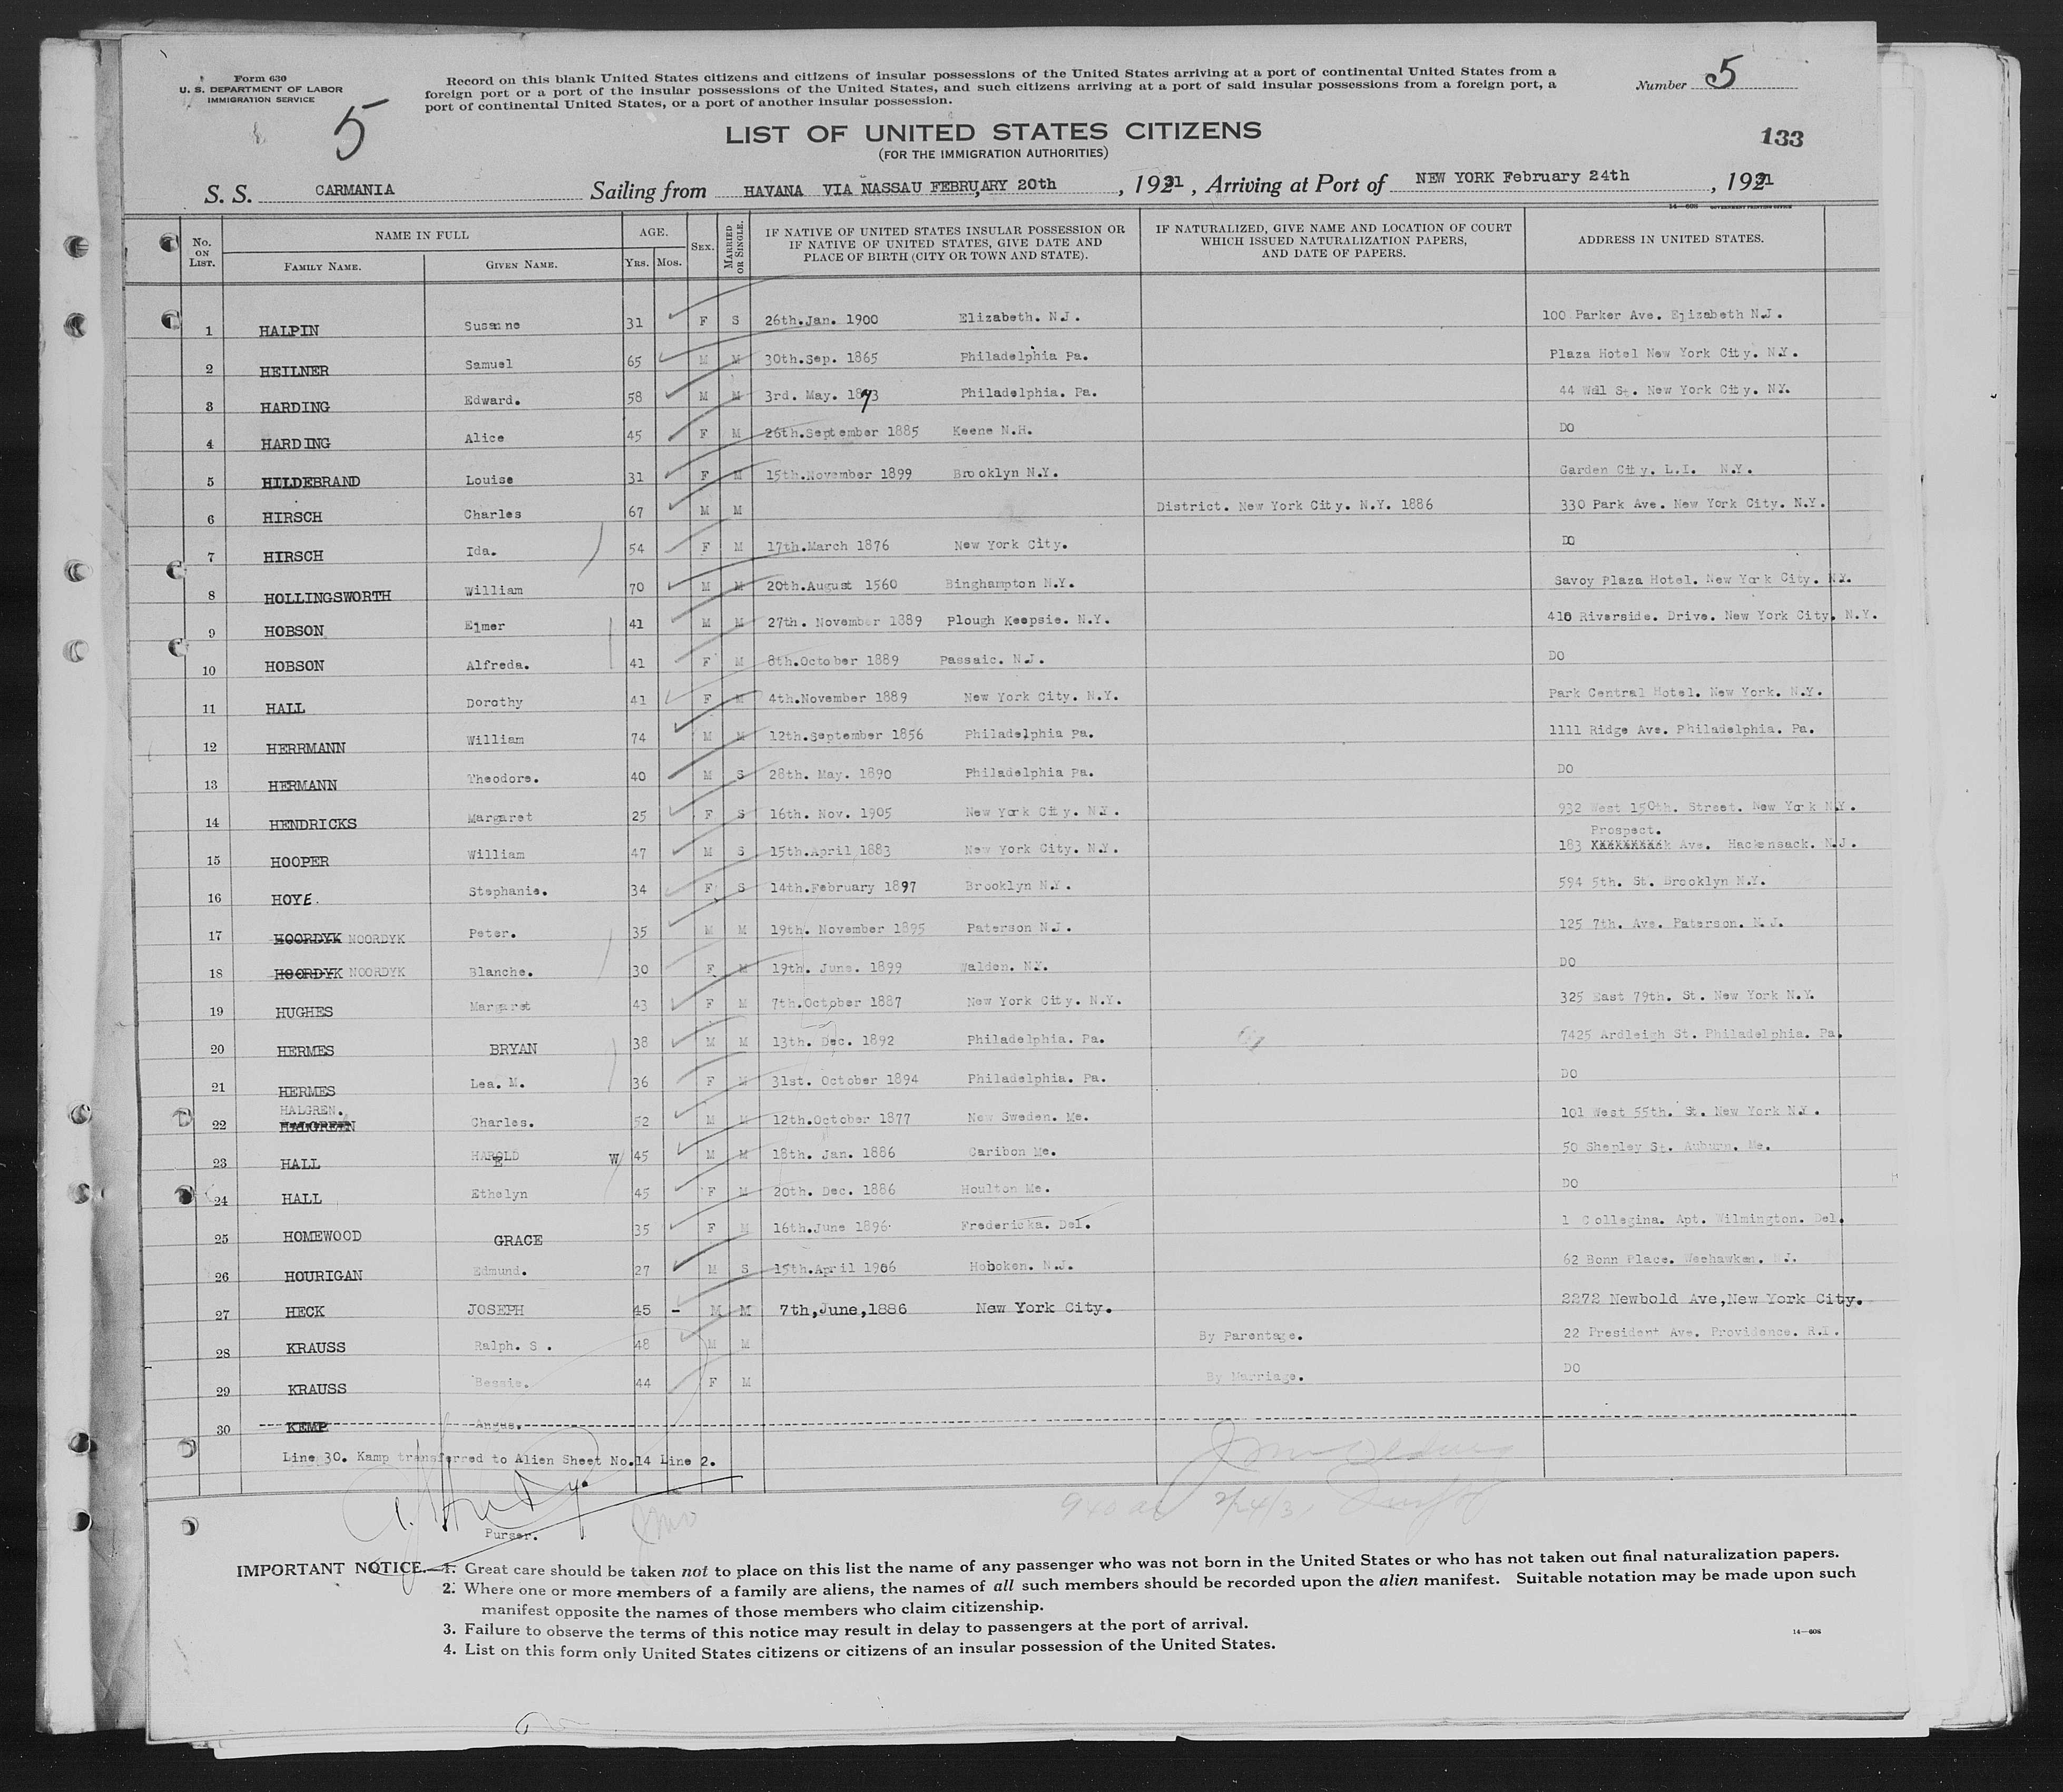 Form 630
U. S. DEPARTMENT OF LABOR
IMMIGRATION SERVICE
5
Record on this blank United States citizens and citizens of insular possessions of the United States arriving at a port of continental United States from a
foreign port or a port of the insular possessions of the United States, and such citizens arriving at a port of said insular possessions from a foreign port, a
port of continental United States, or a port of another insular possession.
Number 5
LIST OF UNITED STATES CITIZENS
(FOR THE IMMIGRATION AUTHORITIES)
133
S. S. CARMANIA Sailing from HAVANA VIA NASSAU FEBRUARY 20th, 1931, Arriving at Port of NEW YORK February 24th, 1931
14—608 GOVERNMENT PRINTING OFFICE
No. ON LIST. NAME IN FULL FAMILY NAME. GIVEN NAME. AGE. YRS. MOS. SEX. MARRIED OR SINGLE. IF NATIVE OF UNITED STATES INSULAR POSSESSION OR IF NATIVE OF UNITED STATES, GIVE DATE AND PLACE OF BIRTH (CITY OR TOWN AND STATE). IF NATURALIZED, GIVE NAME AND LOCATION OF COURT WHICH ISSUED NATURALIZATION PAPERS, AND DATE OF PAPERS. ADDRESS IN UNITED STATES.
1 HALPIN Susanne 31 F S 26th.Jan. 1900 Elizabeth. N.J. 100 Parker Ave. Elizabeth N.J.
2 HEILNER Samuel 65 M M 30th.Sep. 1865 Philadelphia Pa. Plaza Hotel New York City. N.Y.
3 HARDING Edward. 58 M M 3rd. May. 1873 Philadelphia. Pa. 44 Wall St. New York City. NY.
4 HARDING Alice 45 F M 26th.September 1885 Keene N.H. DO
5 HILDEBRAND Louise 31 F M 15th.November 1899 Brooklyn N.Y. Garden City. L.I. N.Y.
6 HIRSCH Charles 67 M M District. New York City. N.Y. 1886 330 Park Ave. New York City. N.Y.
7 HIRSCH Ida. 54 F M 17th.March 1876 New York City. DO
8 HOLLINGSWORTH William 70 M M 20th.August 1560 Binghampton N.Y. Savoy Plaza Hotel. New York City. NY.
9 HOBSON Elmer 41 M M 27th. November 1889 Plough Keepsie. N.Y. 410 Riverside. Drive. New York City. N.Y.
10 HOBSON Alfreda. 41 F M 8th.October 1889 Passaic. N.J. DO
11 HALL Dorothy 41 F M 4th.November 1889 New York City. N.Y. Park Central Hotel. New York. N.Y.
12 HERRMANN William 74 M M 12th.September 1856 Philadelphia Pa. 1111 Ridge Ave. Philadelphia. Pa.
13 HERMANN Theodore. 40 M S 28th. May. 1890 Philadelphia Pa. DO
14 HENDRICKS Margaret 25 F S 16th. Nov. 1905 New York City. N.Y. 932 West 150th. Street. New York N.Y.
Prospect.
15 HOOPER William 47 M S 15th.April 1883 New York City. N.Y. 183 Ave. Hackensack. N.J.
16 HOYE. Stephanie. 34 F S 14th.February 1897 Brooklyn N.Y. 594 5th. St. Brooklyn N.Y.
17 HOORDYK NOORDYK Peter. 35 M M 19th. November 1895 Paterson N.J. 125 7th. Ave. Paterson. N.J.
18 HOORDYK NOORDYK Blanche. 30 F M 19th. June. 1899 Walden. NY. DO
19 HUGHES Margaret 43 F M 7th.October 1887 New York City. N.Y. 325 East 79th. St. New York N.Y.
20 HERMES BRYAN 38 M M 13th. Dec. 1892 Philadelphia. Pa. 7425 Ardleigh St. Philadelphia. Pa.
21 HERMES Lea. M. 36 F M 31st. October 1894 Philadelphia. Pa. DO
HALGREN.
22 HALGREEN Charles. 52 M M 12th.October 1877 New Sweden. Me. 101 West 55th. St. New York N.Y.
23 HALL HAROLD E W 45 M M 18th. Jan. 1886 Caribon Me. 50 Shepley St. Auburn. Me.
24 HALL Ethelyn 45 F M 20th. Dec. 1886 Houlton Me. DO
25 HOMEWOOD GRACE 35 F M 16th.June 1896 Fredericka. Del. 1 Collegina. Apt. Wilmington. Del.
26 HOURIGAN Edmund. 27 M S 15th.April 1906 Hoboken. N.J. 62 Bonn Place. Weehawken. N.J.
27 HECK JOSEPH 45 - M M 7th,June,1886 New York City. 2272 Newbold Ave,New York City.
28 KRAUSS Ralph. S. 48 M M By Parentage. 22 President Ave. Providence. R.I.
29 KRAUSS Bessie. 44 F M By Marriage. DO
30 KEMP Angus.
Line 30. Kamp transferred to Alien Sheet No.14 Line 2.
940 am 2/24/31
Purser.
IMPORTANT NOTICE.—1. Great care should be taken not to place on this list the name of any passenger who was not born in the United States or who has not taken out final naturalization papers.
2. Where one or more members of a family are aliens, the names of all such members should be recorded upon the alien manifest. Suitable notation may be made upon such
manifest opposite the names of those members who claim citizenship.
3. Failure to observe the terms of this notice may result in delay to passengers at the port of arrival.
4. List on this form only United States citizens or citizens of an insular possession of the United States.
14—608